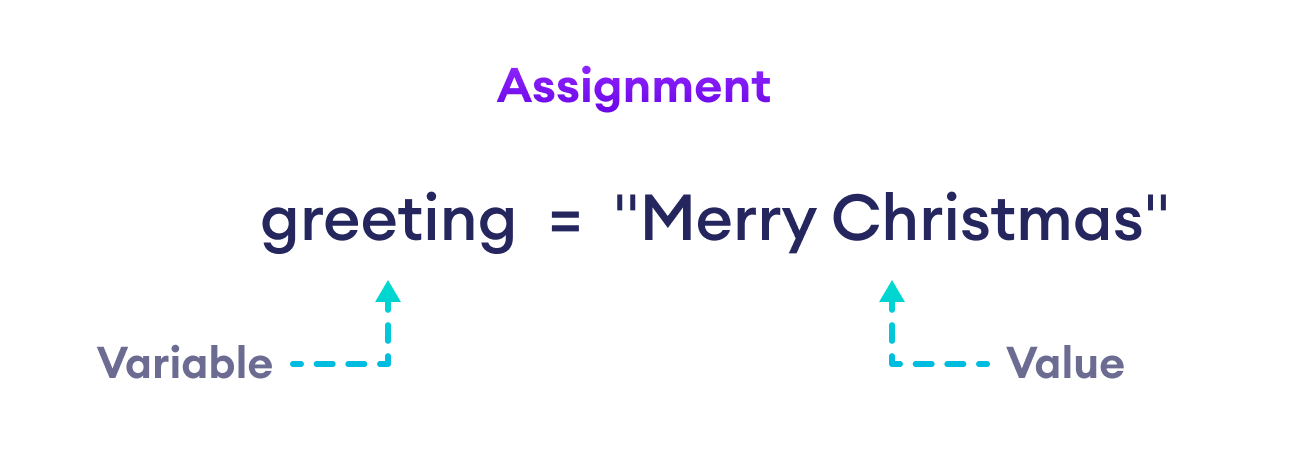 Assignment
greeting = "Merry Christmas"
Variable
Value